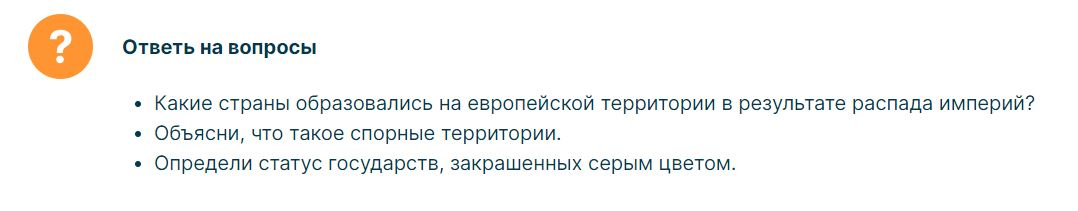 ?
Ответь на вопросы
• Какие страны образовались на европейской территории в результате распада империй?
• Объясни, что такое спорные территории.
• Определи статус государств, закрашенных серым цветом.